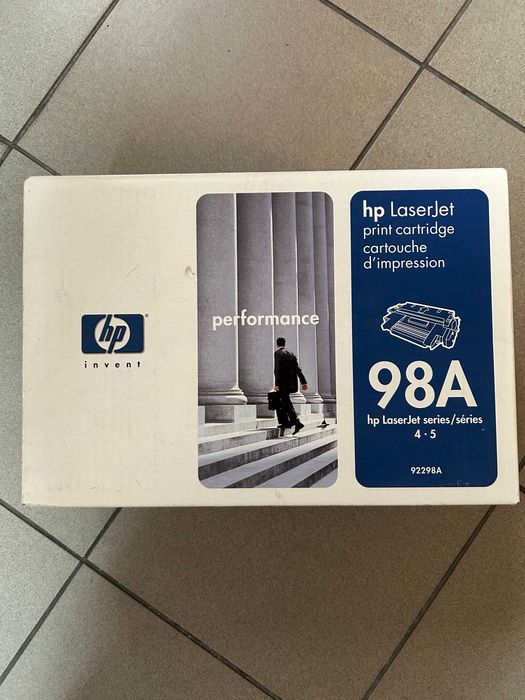 hp
invent
performance
hp LaserJet
print cartridge
cartouche
d'impression
98A
hp LaserJet series/séries
4 · 5
92298A